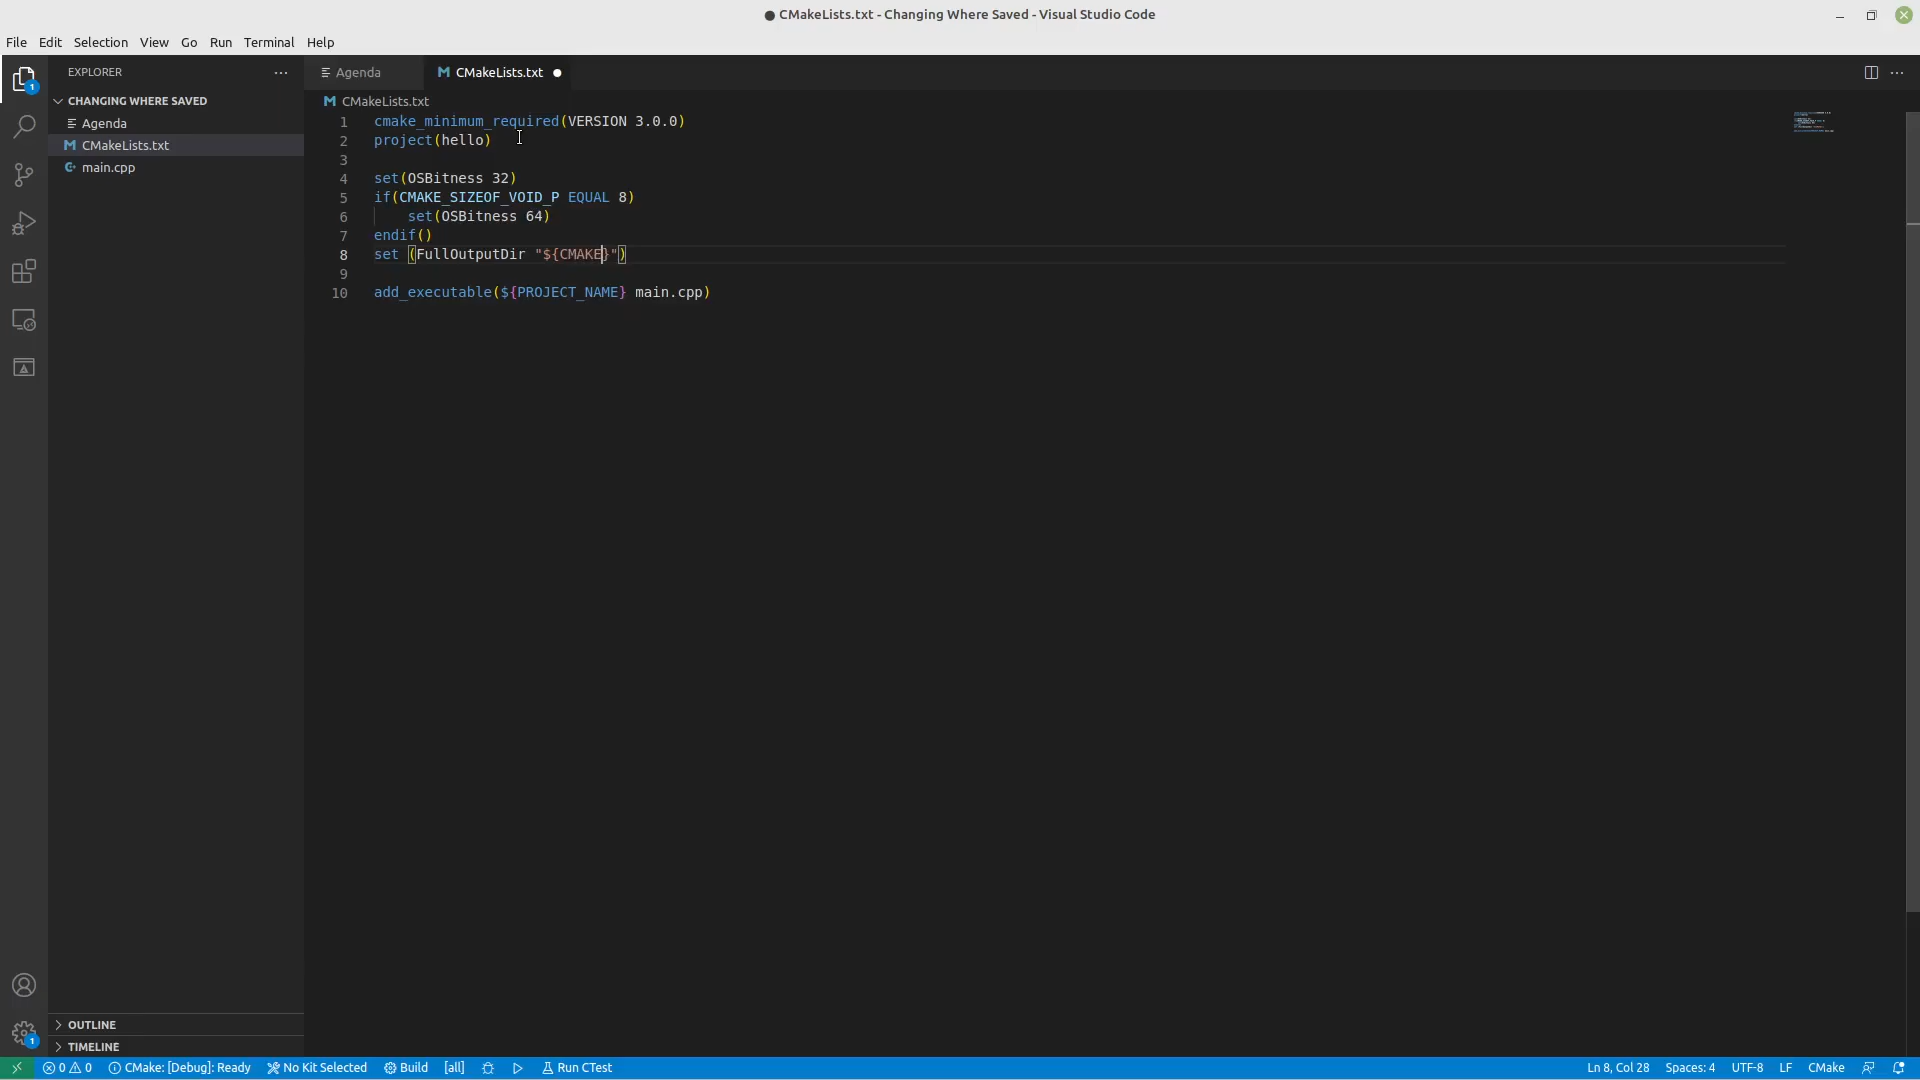 CMakeLists.txt - Changing Where Saved - Visual Studio Code
File Edit Selection View Go Run Terminal Help
EXPLORER
CHANGING WHERE SAVED
Agenda
CMakeLists.txt
main.cpp
OUTLINE
TIMELINE
1
1
Agenda CMakeLists.txt
CMakeLists.txt
1 cmake_minimum_required(VERSION 3.0.0)
2 project(hello)
3
4 set(OSBitness 32)
5 if(CMAKE_SIZEOF_VOID_P EQUAL 8)
6 set(OSBitness 64)
7 endif()
8 set (FullOutputDir "${CMAKE}")
9
10 add_executable(${PROJECT_NAME} main.cpp)
0 0 CMake: [Debug]: Ready No Kit Selected Build [all] Run CTest Ln 8, Col 28 Spaces: 4 UTF-8 LF CMake